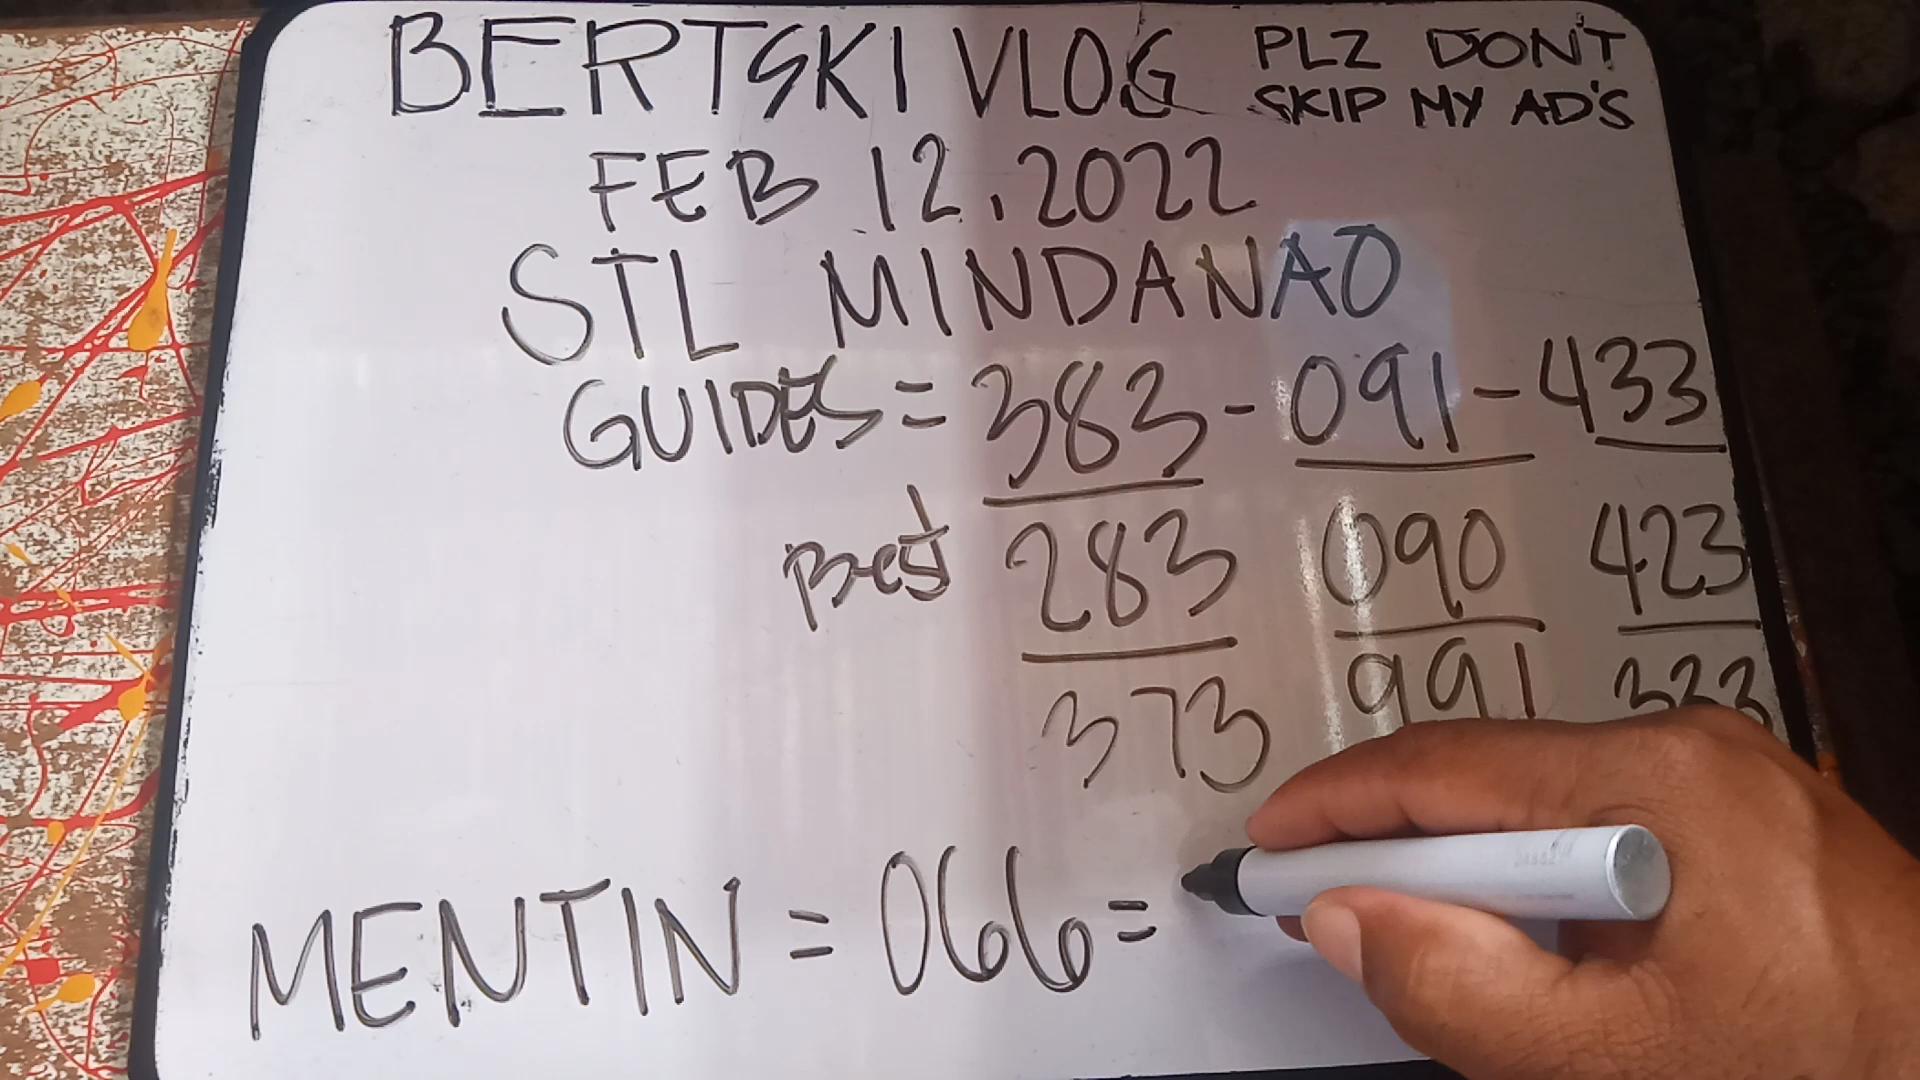 BERTSKI VLOG
PLZ DON'T
SKIP MY AD'S
FEB 12.2022
STL MINDANAO
GUIDES = 383 - 091 - 433
Best 283 090 423
373 991 323
MENTIN = 066 =